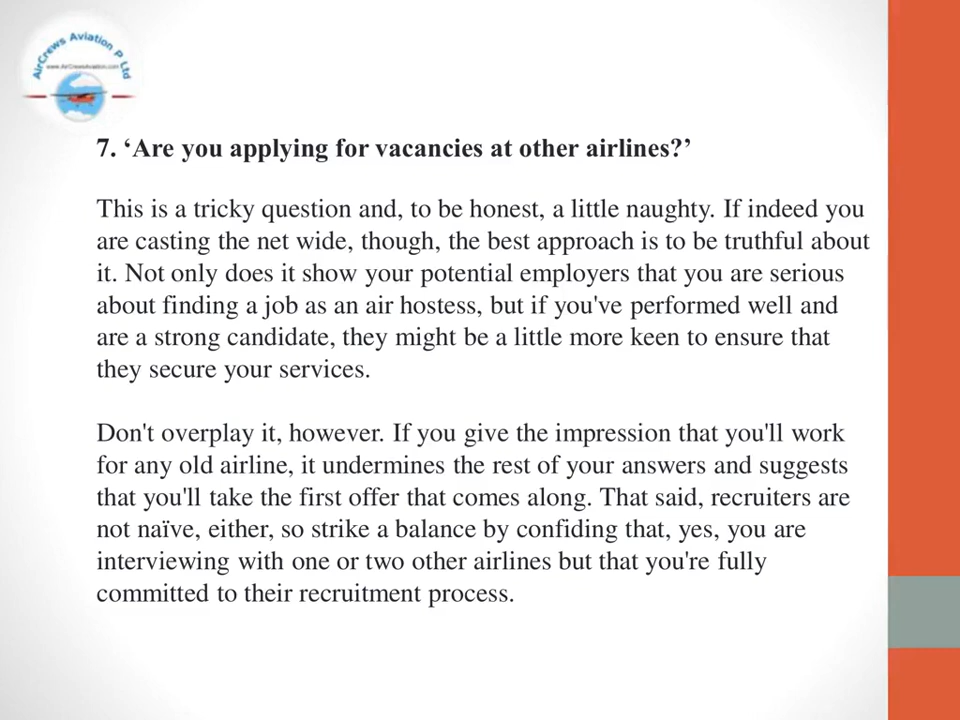 AirCrews Aviation P Ltd
www.AirCrewsAviation.com
7. ‘Are you applying for vacancies at other airlines?’
This is a tricky question and, to be honest, a little naughty. If indeed you
are casting the net wide, though, the best approach is to be truthful about
it. Not only does it show your potential employers that you are serious
about finding a job as an air hostess, but if you've performed well and
are a strong candidate, they might be a little more keen to ensure that
they secure your services.
Don't overplay it, however. If you give the impression that you'll work
for any old airline, it undermines the rest of your answers and suggests
that you'll take the first offer that comes along. That said, recruiters are
not naïve, either, so strike a balance by confiding that, yes, you are
interviewing with one or two other airlines but that you're fully
committed to their recruitment process.